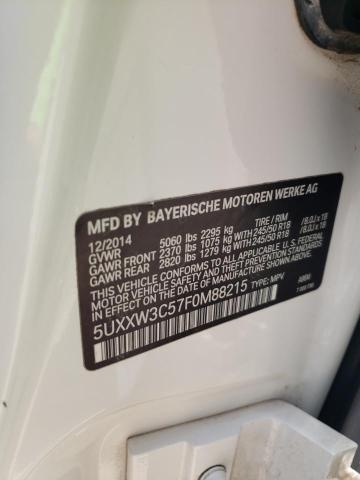 MFD BY BAYERISCHE MOTOREN WERKE AG
12/2014 TIRE / RIM
GVWR 5060 lbs 2295 kg
GAWR FRONT 2370 lbs 1075 kg WITH 245/50 R18 /8.0J x 18
GAWR REAR 2820 lbs 1279 kg WITH 245/50 R18 /8.0J x 18
THIS VEHICLE CONFORMS TO ALL APPLICABLE FEDERAL
MOTOR VEHICLE SAFETY STANDARDS IN EFFECT ON THE
DATE OF MANUFACTURE SHOWN ABOVE.
5UXXW3C57F0M88215 TYPE: MPV